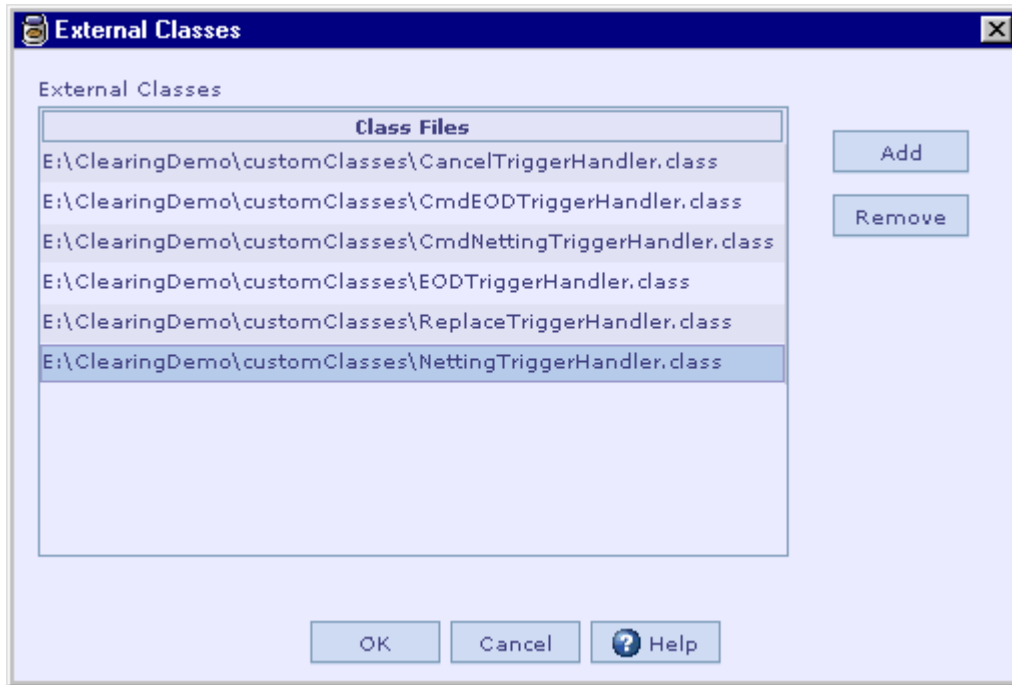 External Classes
External Classes
Class Files
E:\ClearingDemo\customClasses\CancelTriggerHandler.class
Add
E:\ClearingDemo\customClasses\CmdEODTriggerHandler.class
Remove
E:\ClearingDemo\customClasses\CmdNettingTriggerHandler.class
E:\ClearingDemo\customClasses\EODTriggerHandler.class
E:\ClearingDemo\customClasses\ReplaceTriggerHandler.class
E:\ClearingDemo\customClasses\NettingTriggerHandler.class
OK
Cancel
Help